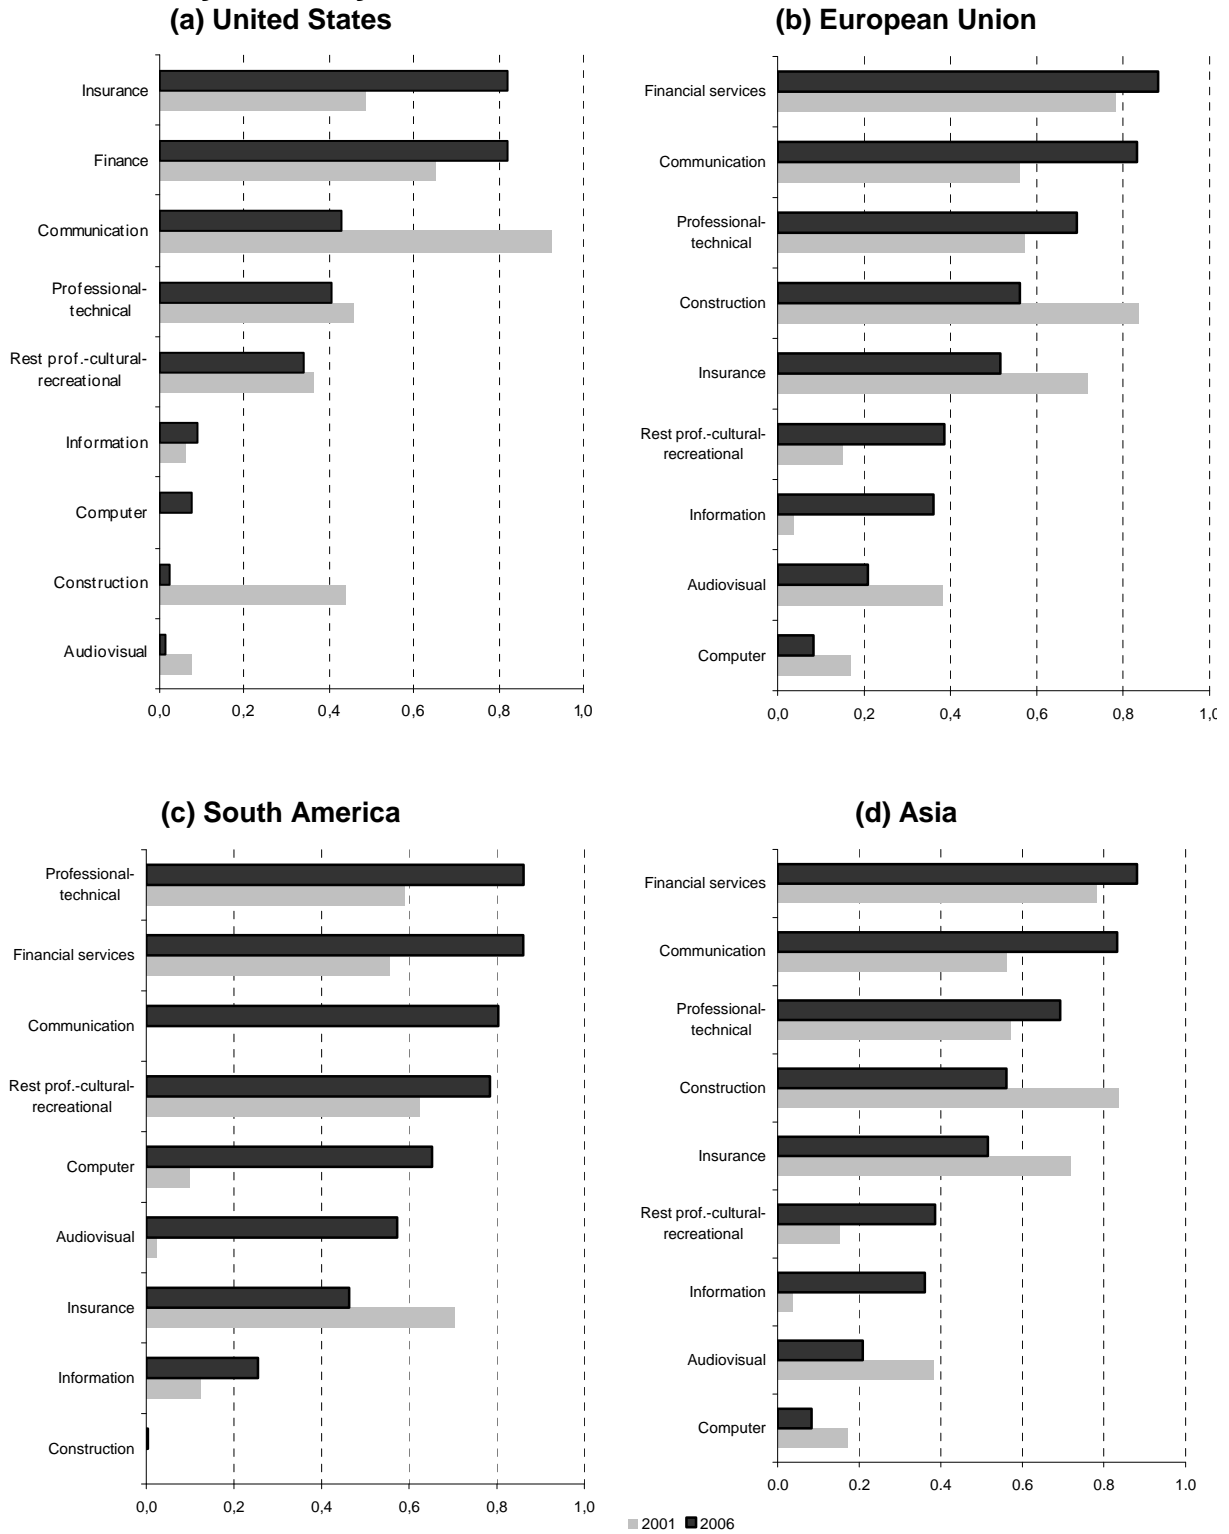 (a) United States
Insurance
Finance
Communication
Professional-
technical
Rest prof.-cultural-
recreational
Information
Computer
Construction
Audiovisual
0,0 0,2 0,4 0,6 0,8 1,0
(b) European Union
Financial services
Communication
Professional-
technical
Construction
Insurance
Rest prof.-cultural-
recreational
Information
Audiovisual
Computer
0,0 0,2 0,4 0,6 0,8 1,0
(c) South America
Professional-
technical
Financial services
Communication
Rest prof.-cultural-
recreational
Computer
Audiovisual
Insurance
Information
Construction
0,0 0,2 0,4 0,6 0,8 1,0
(d) Asia
Financial services
Communication
Professional-
technical
Construction
Insurance
Rest prof.-cultural-
recreational
Information
Audiovisual
Computer
0.0 0.2 0.4 0.6 0.8 1.0
2001 2006